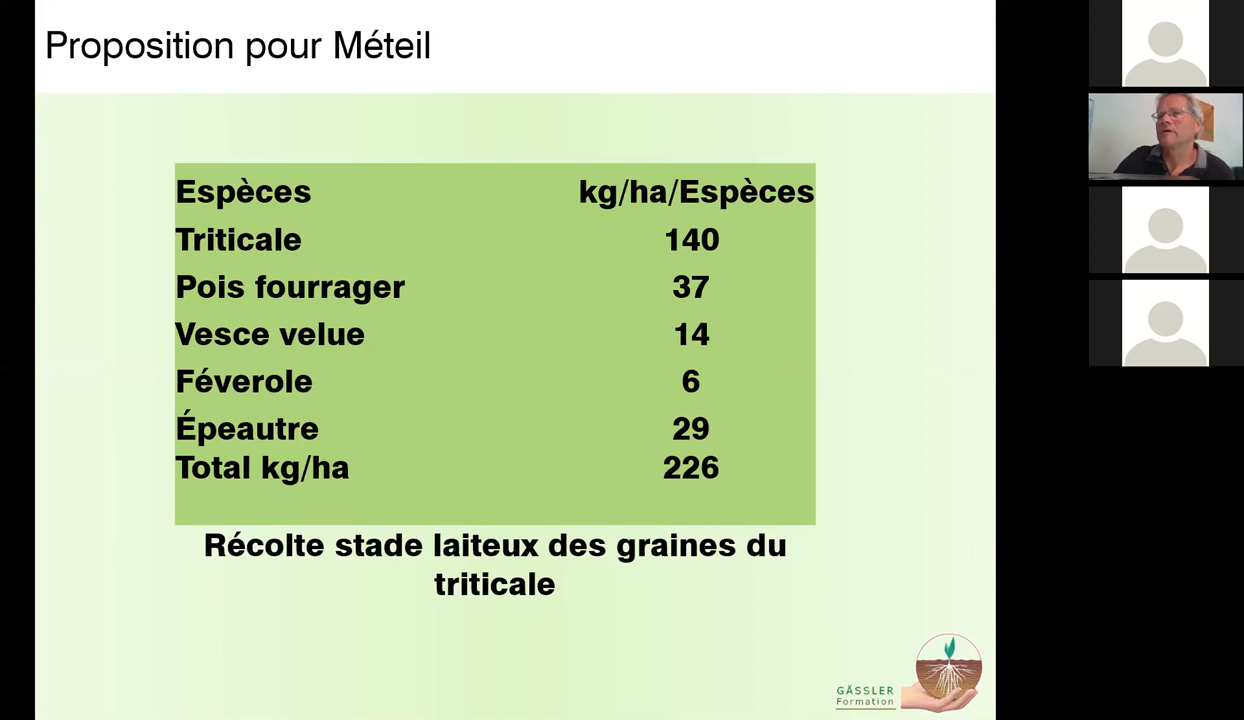 Proposition pour Méteil
Espèces kg/ha/Espèces
Triticale 140
Pois fourrager 37
Vesce velue 14
Féverole 6
Épeautre 29
Total kg/ha 226
Récolte stade laiteux des graines du
triticale
GÄSSLER
Formation